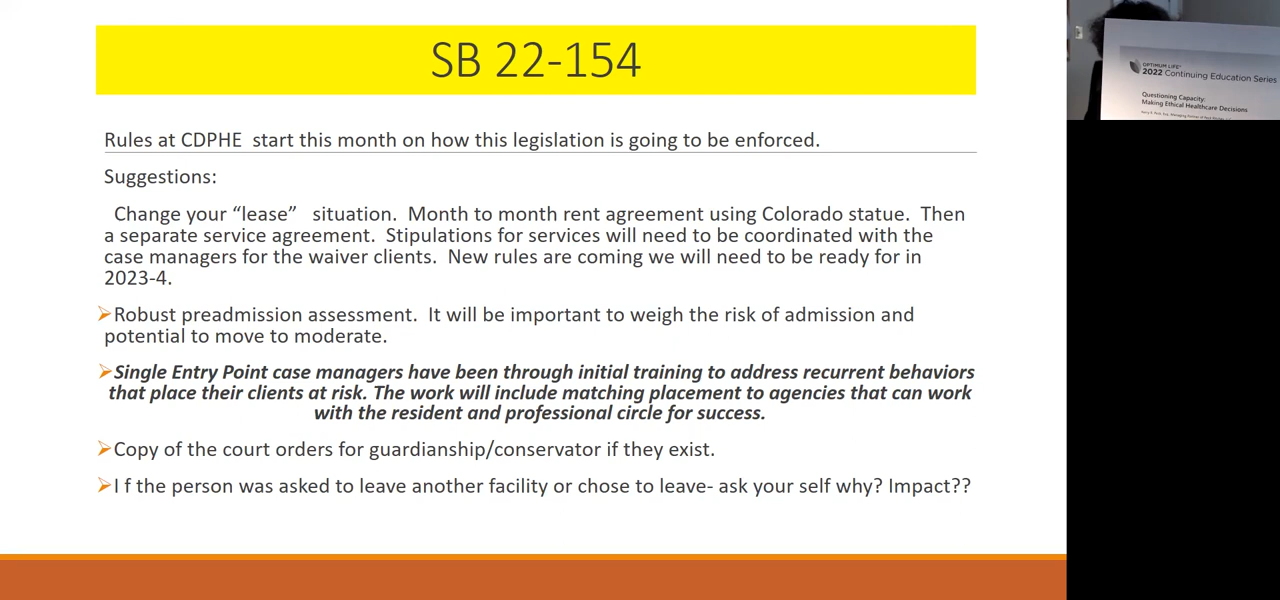 SB 22-154
Rules at CDPHE  start this month on how this legislation is going to be enforced.
Suggestions:
Change your “lease”   situation.  Month to month rent agreement using Colorado statue.  Then
a separate service agreement.  Stipulations for services will need to be coordinated with the
case managers for the waiver clients.  New rules are coming we will need to be ready for in
2023-4.
Robust preadmission assessment.  It will be important to weigh the risk of admission and
potential to move to moderate.
Single Entry Point case managers have been through initial training to address recurrent behaviors
that place their clients at risk. The work will include matching placement to agencies that can work
with the resident and professional circle for success.
Copy of the court orders for guardianship/conservator if they exist.
I f the person was asked to leave another facility or chose to leave- ask your self why? Impact??
OPTIMUM LIFE®
2022 Continuing Education Series
Questioning Capacity:
Making Ethical Healthcare Decisions